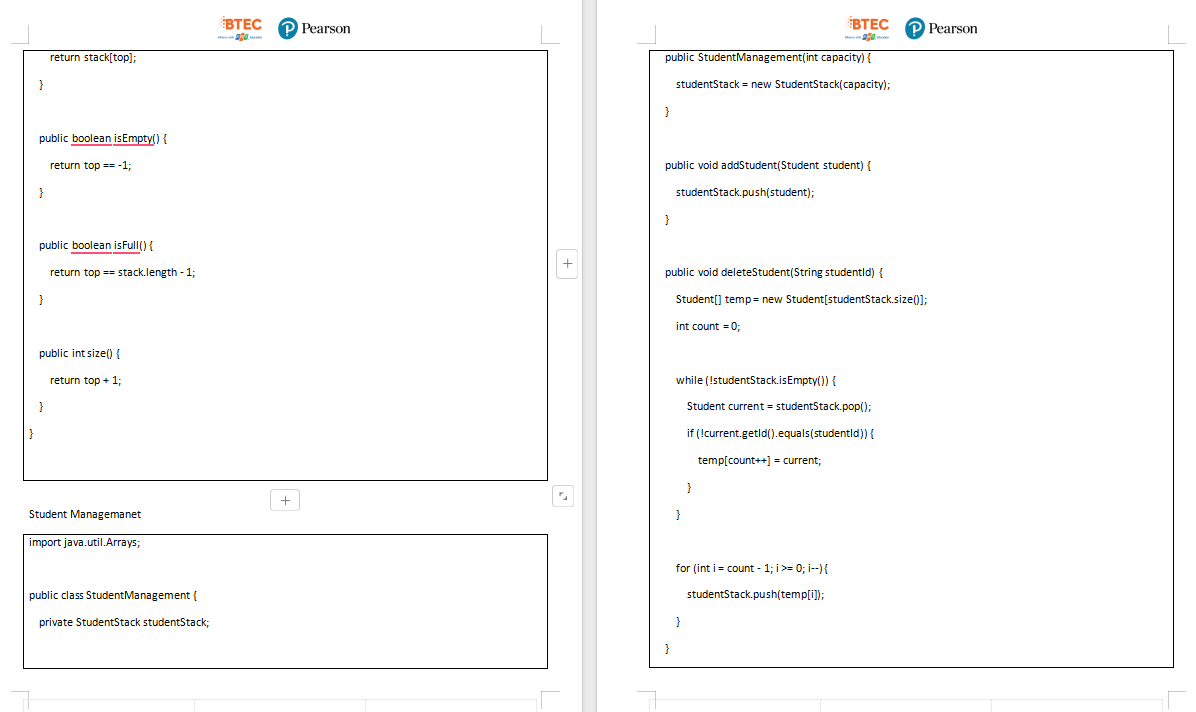 BTEC
Pearson
return stack[top];
}
public boolean isEmpty() {
return top == -1;
}
public boolean isFull() {
return top == stack.length - 1;
}
public int size() {
return top + 1;
}
}
Student Managemanet
import java.util.Arrays;
public class StudentManagement {
private StudentStack studentStack;
BTEC
Pearson
public StudentManagement(int capacity) {
studentStack = new StudentStack(capacity);
}
public void addStudent(Student student) {
studentStack.push(student);
}
public void deleteStudent(String studentId) {
Student[] temp = new Student[studentStack.size()];
int count = 0;
while (!studentStack.isEmpty()) {
Student current = studentStack.pop();
if (!current.getId().equals(studentId)) {
temp[count++] = current;
}
}
for (int i = count - 1; i >= 0; i--) {
studentStack.push(temp[i]);
}
}